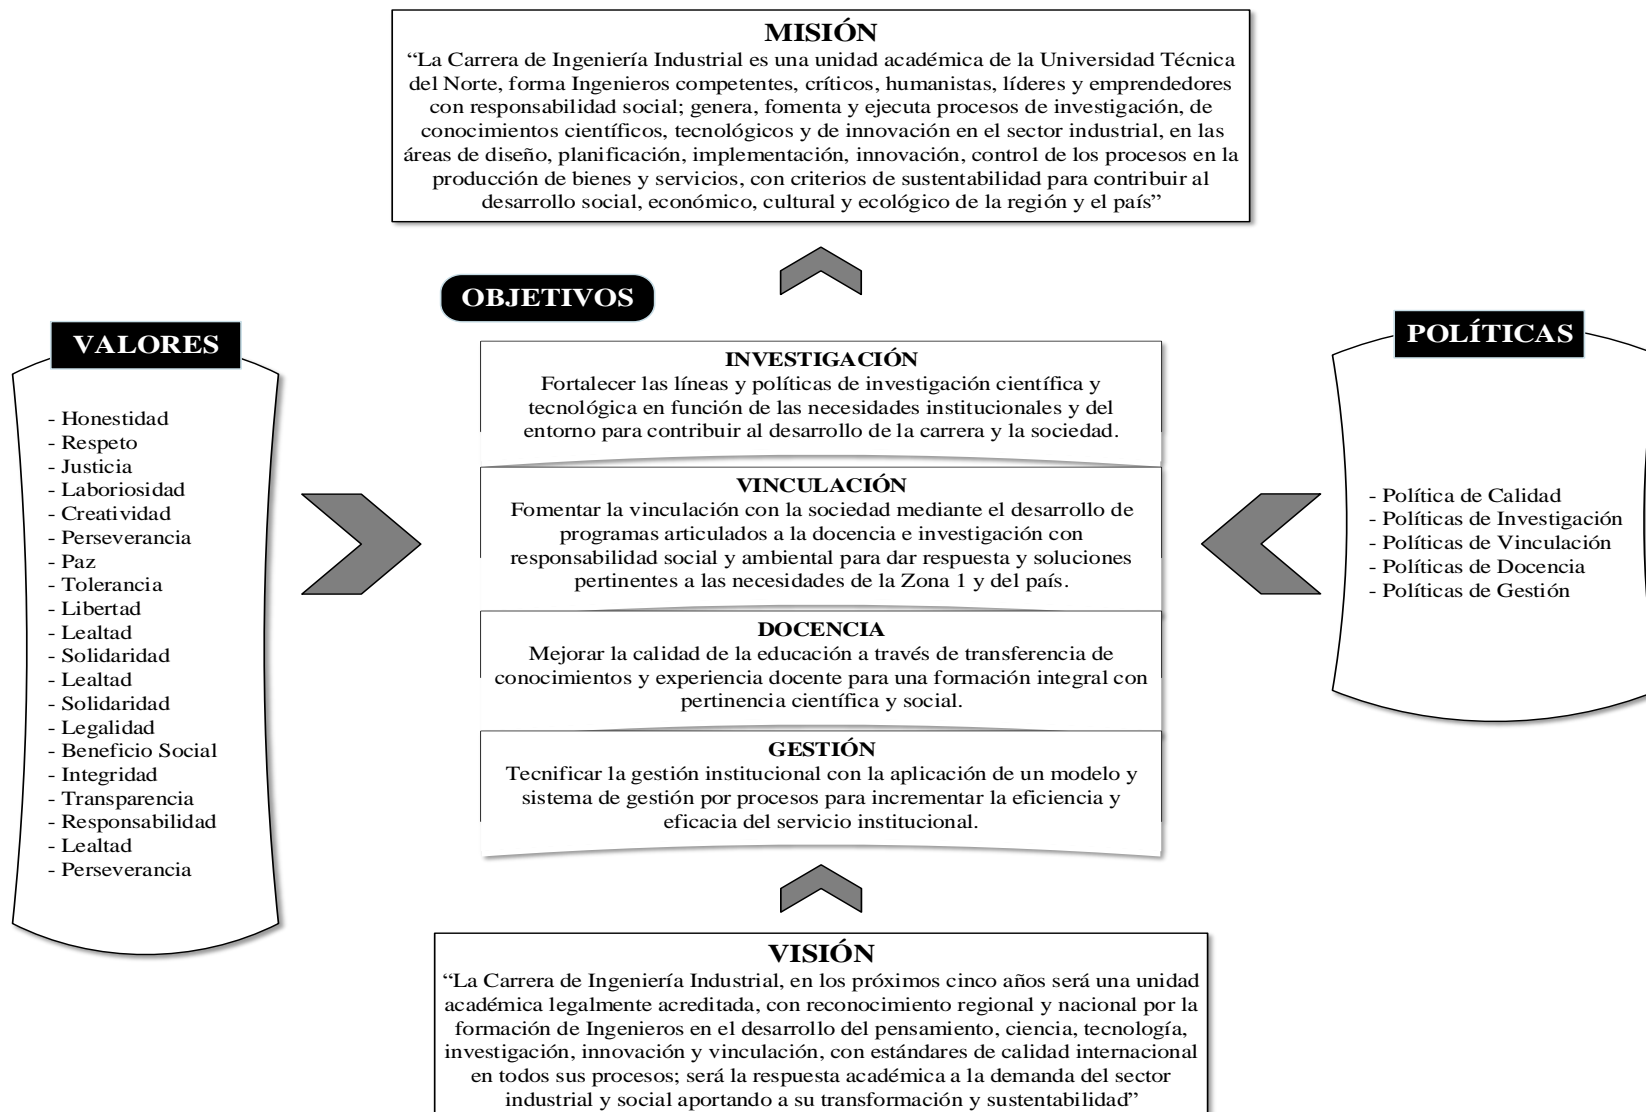 MISIÓN
“La Carrera de Ingeniería Industrial es una unidad académica de la Universidad Técnica
del Norte, forma Ingenieros competentes, críticos, humanistas, líderes y emprendedores
con responsabilidad social; genera, fomenta y ejecuta procesos de investigación, de
conocimientos científicos, tecnológicos y de innovación en el sector industrial, en las
áreas de diseño, planificación, implementación, innovación, control de los procesos en la
producción de bienes y servicios, con criterios de sustentabilidad para contribuir al
desarrollo social, económico, cultural y ecológico de la región y el país”
OBJETIVOS
VALORES
- Honestidad
- Respeto
- Justicia
- Laboriosidad
- Creatividad
- Perseverancia
- Paz
- Tolerancia
- Libertad
- Lealtad
- Solidaridad
- Lealtad
- Solidaridad
- Legalidad
- Beneficio Social
- Integridad
- Transparencia
- Responsabilidad
- Lealtad
- Perseverancia
INVESTIGACIÓN
Fortalecer las líneas y políticas de investigación científica y
tecnológica en función de las necesidades institucionales y del
entorno para contribuir al desarrollo de la carrera y la sociedad.
VINCULACIÓN
Fomentar la vinculación con la sociedad mediante el desarrollo de
programas articulados a la docencia e investigación con
responsabilidad social y ambiental para dar respuesta y soluciones
pertinentes a las necesidades de la Zona 1 y del país.
DOCENCIA
Mejorar la calidad de la educación a través de transferencia de
conocimientos y experiencia docente para una formación integral con
pertinencia científica y social.
GESTIÓN
Tecnificar la gestión institucional con la aplicación de un modelo y
sistema de gestión por procesos para incrementar la eficiencia y
eficacia del servicio institucional.
POLÍTICAS
- Política de Calidad
- Políticas de Investigación
- Políticas de Vinculación
- Políticas de Docencia
- Políticas de Gestión
VISIÓN
“La Carrera de Ingeniería Industrial, en los próximos cinco años será una unidad
académica legalmente acreditada, con reconocimiento regional y nacional por la
formación de Ingenieros en el desarrollo del pensamiento, ciencia, tecnología,
investigación, innovación y vinculación, con estándares de calidad internacional
en todos sus procesos; será la respuesta académica a la demanda del sector
industrial y social aportando a su transformación y sustentabilidad”